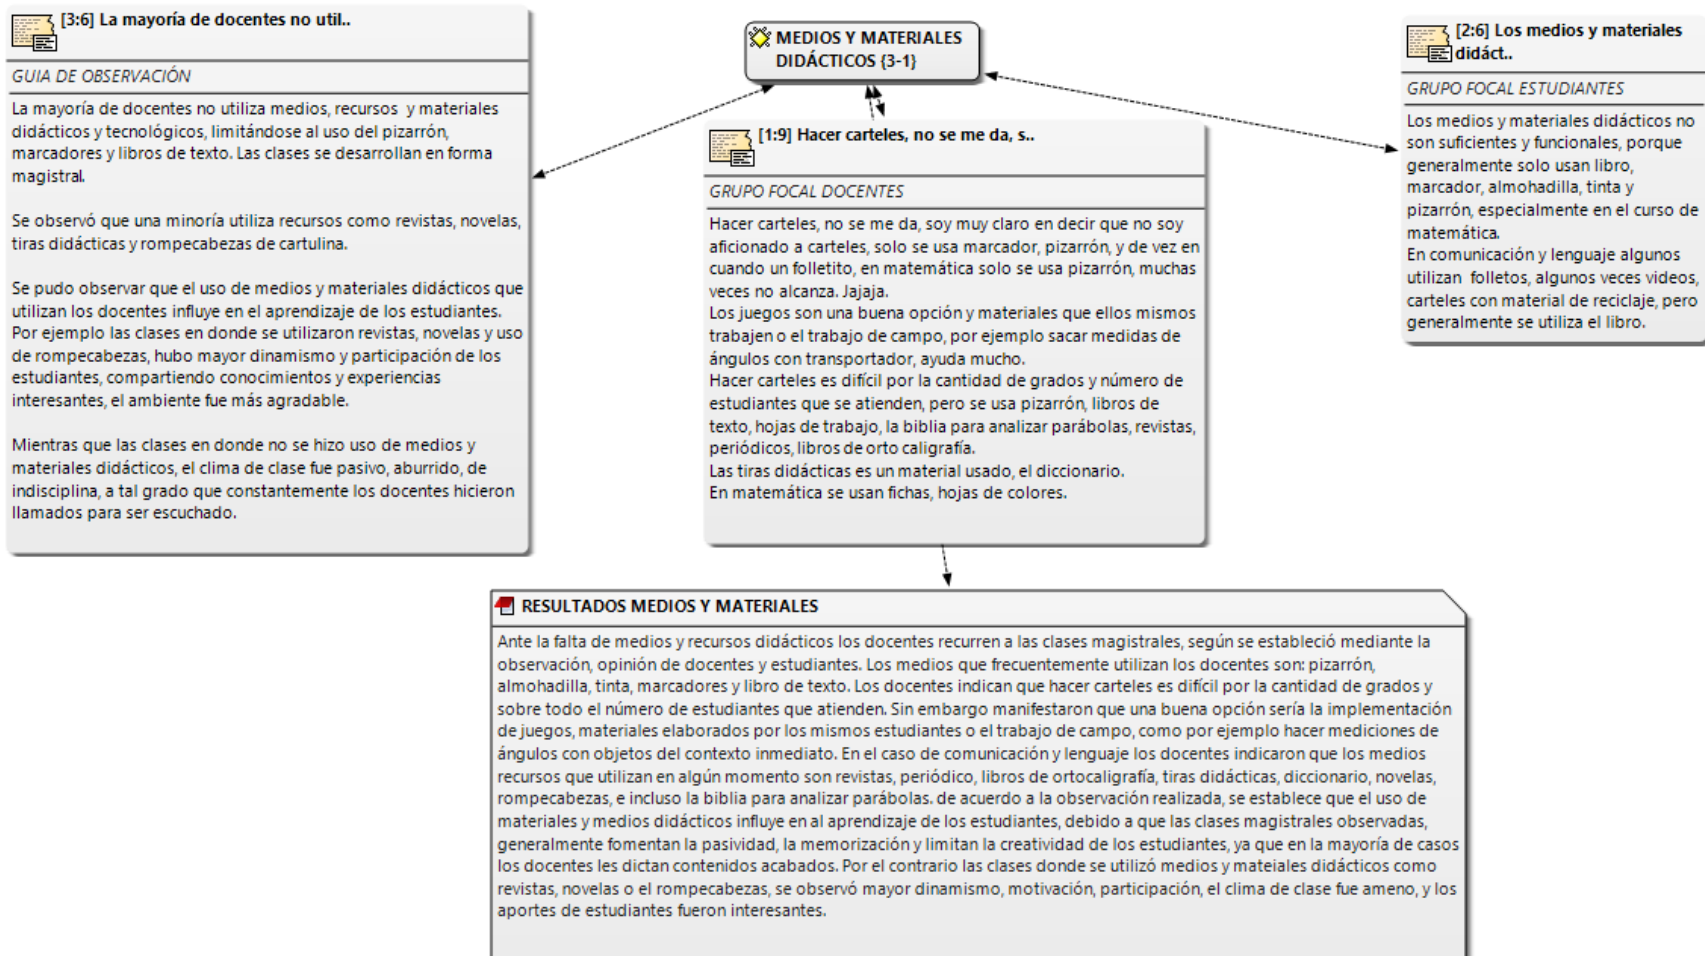 [3:6] La mayoría de docentes no util..
GUIA DE OBSERVACIÓN
La mayoría de docentes no utiliza medios, recursos y materiales
didácticos y tecnológicos, limitándose al uso del pizarrón,
marcadores y libros de texto. Las clases se desarrollan en forma
magistral.
Se observó que una minoría utiliza recursos como revistas, novelas,
tiras didácticas y rompecabezas de cartulina.
Se pudo observar que el uso de medios y materiales didácticos que
utilizan los docentes influye en el aprendizaje de los estudiantes.
Por ejemplo las clases en donde se utilizaron revistas, novelas y uso
de rompecabezas, hubo mayor dinamismo y participación de los
estudiantes, compartiendo conocimientos y experiencias
interesantes, el ambiente fue más agradable.
Mientras que las clases en donde no se hizo uso de medios y
materiales didácticos, el clima de clase fue pasivo, aburrido, de
indisciplina, a tal grado que constantemente los docentes hicieron
llamados para ser escuchado.
MEDIOS Y MATERIALES
DIDÁCTICOS {3-1}
[1:9] Hacer carteles, no se me da, s..
GRUPO FOCAL DOCENTES
Hacer carteles, no se me da, soy muy claro en decir que no soy
aficionado a carteles, solo se usa marcador, pizarrón, y de vez en
cuando un folletito, en matemática solo se usa pizarrón, muchas
veces no alcanza. Jajaja.
Los juegos son una buena opción y materiales que ellos mismos
trabajen o el trabajo de campo, por ejemplo sacar medidas de
ángulos con transportador, ayuda mucho.
Hacer carteles es difícil por la cantidad de grados y número de
estudiantes que se atienden, pero se usa pizarrón, libros de
texto, hojas de trabajo, la biblia para analizar parábolas, revistas,
periódicos, libros de orto caligrafía.
Las tiras didácticas es un material usado, el diccionario.
En matemática se usan fichas, hojas de colores.
[2:6] Los medios y materiales
didáct..
GRUPO FOCAL ESTUDIANTES
Los medios y materiales didácticos no
son suficientes y funcionales, porque
generalmente solo usan libro,
marcador, almohadilla, tinta y
pizarrón, especialmente en el curso de
matemática.
En comunicación y lenguaje algunos
utilizan folletos, algunos veces videos,
carteles con material de reciclaje, pero
generalmente se utiliza el libro.
RESULTADOS MEDIOS Y MATERIALES
Ante la falta de medios y recursos didácticos los docentes recurren a las clases magistrales, según se estableció mediante la
observación, opinión de docentes y estudiantes. Los medios que frecuentemente utilizan los docentes son: pizarrón,
almohadilla, tinta, marcadores y libro de texto. Los docentes indican que hacer carteles es difícil por la cantidad de grados y
sobre todo el número de estudiantes que atienden. Sin embargo manifestaron que una buena opción sería la implementación
de juegos, materiales elaborados por los mismos estudiantes o el trabajo de campo, como por ejemplo hacer mediciones de
ángulos con objetos del contexto inmediato. En el caso de comunicación y lenguaje los docentes indicaron que los medios
recursos que utilizan en algún momento son revistas, periódico, libros de ortocaligrafía, tiras didácticas, diccionario, novelas,
rompecabezas, e incluso la biblia para analizar parábolas. de acuerdo a la observación realizada, se establece que el uso de
materiales y medios didácticos influye en al aprendizaje de los estudiantes, debido a que las clases magistrales observadas,
generalmente fomentan la pasividad, la memorización y limitan la creatividad de los estudiantes, ya que en la mayoría de casos
los docentes les dictan contenidos acabados. Por el contrario las clases donde se utilizó medios y mateiales didácticos como
revistas, novelas o el rompecabezas, se observó mayor dinamismo, motivación, participación, el clima de clase fue ameno, y los
aportes de estudiantes fueron interesantes.